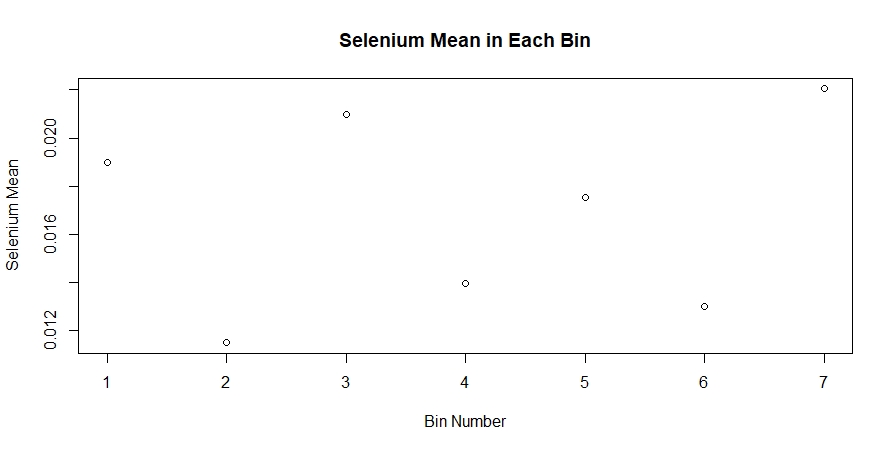 Selenium Mean in Each Bin
Selenium Mean
0.020
0.016
0.012
1 2 3 4 5 6 7
Bin Number